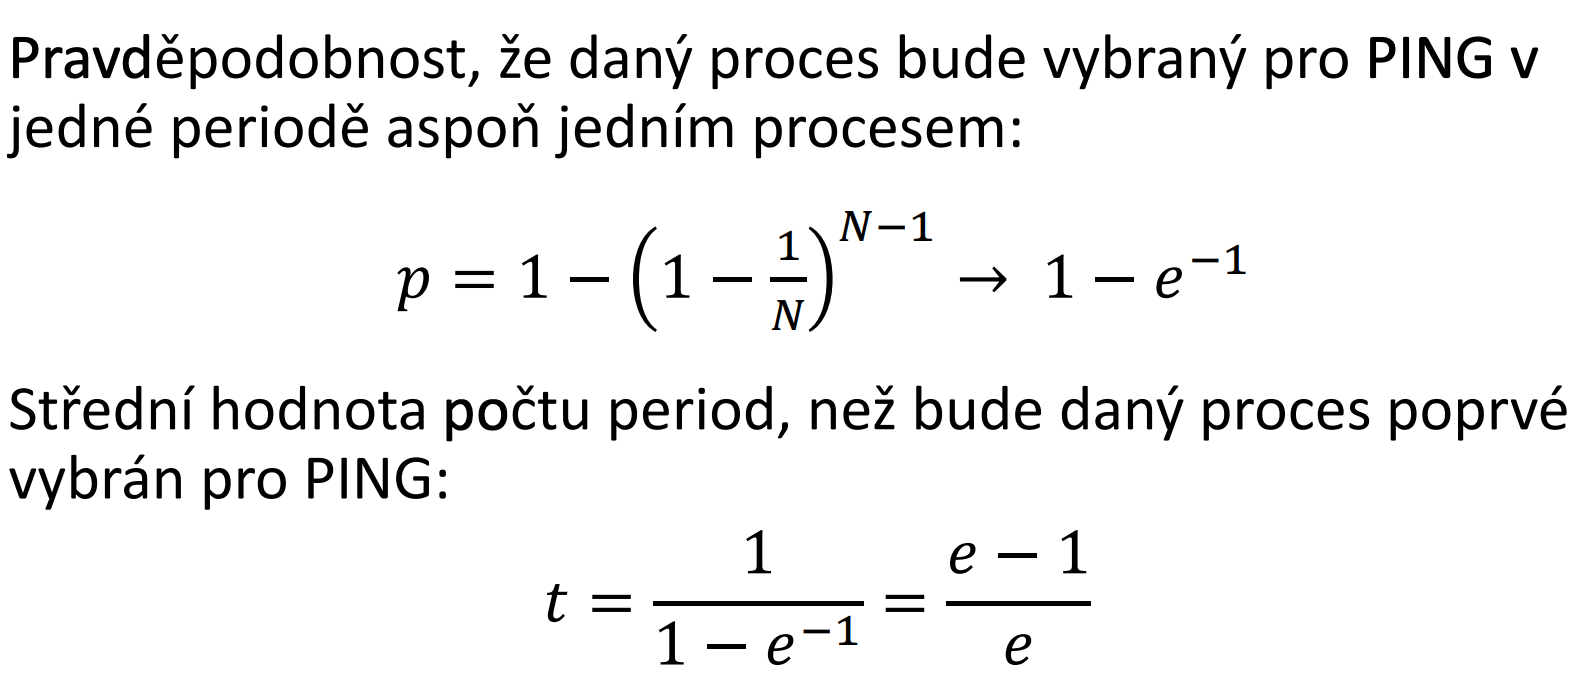 Pravděpodobnost, že daný proces bude vybraný pro PING v
jedné periodě aspoň jedním procesem:
p = 1 − (1 − 1/N)^{N−1} → 1 − e^{−1}
Střední hodnota počtu period, než bude daný proces poprvé
vybrán pro PING:
t = 1/(1 − e^{−1}) = (e − 1)/e